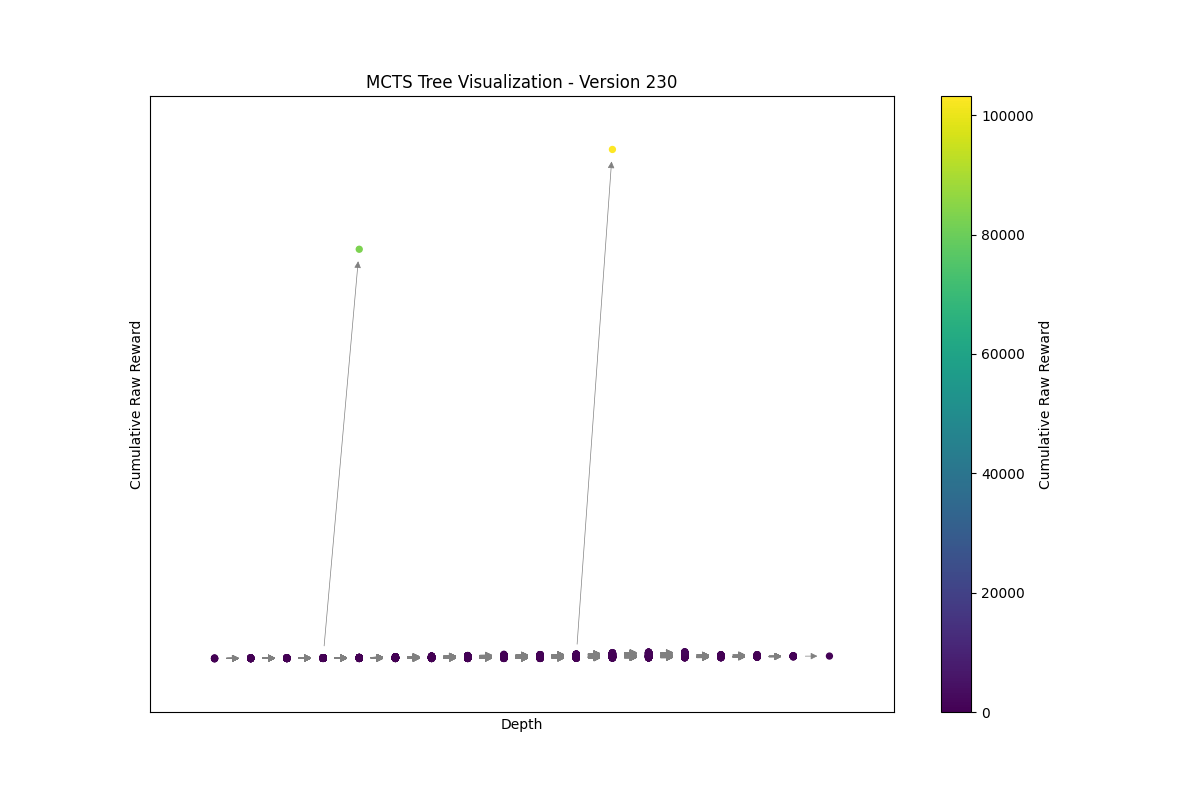 MCTS Tree Visualization - Version 230
Cumulative Raw Reward
Depth
100000
80000
60000
40000
20000
0
Cumulative Raw Reward